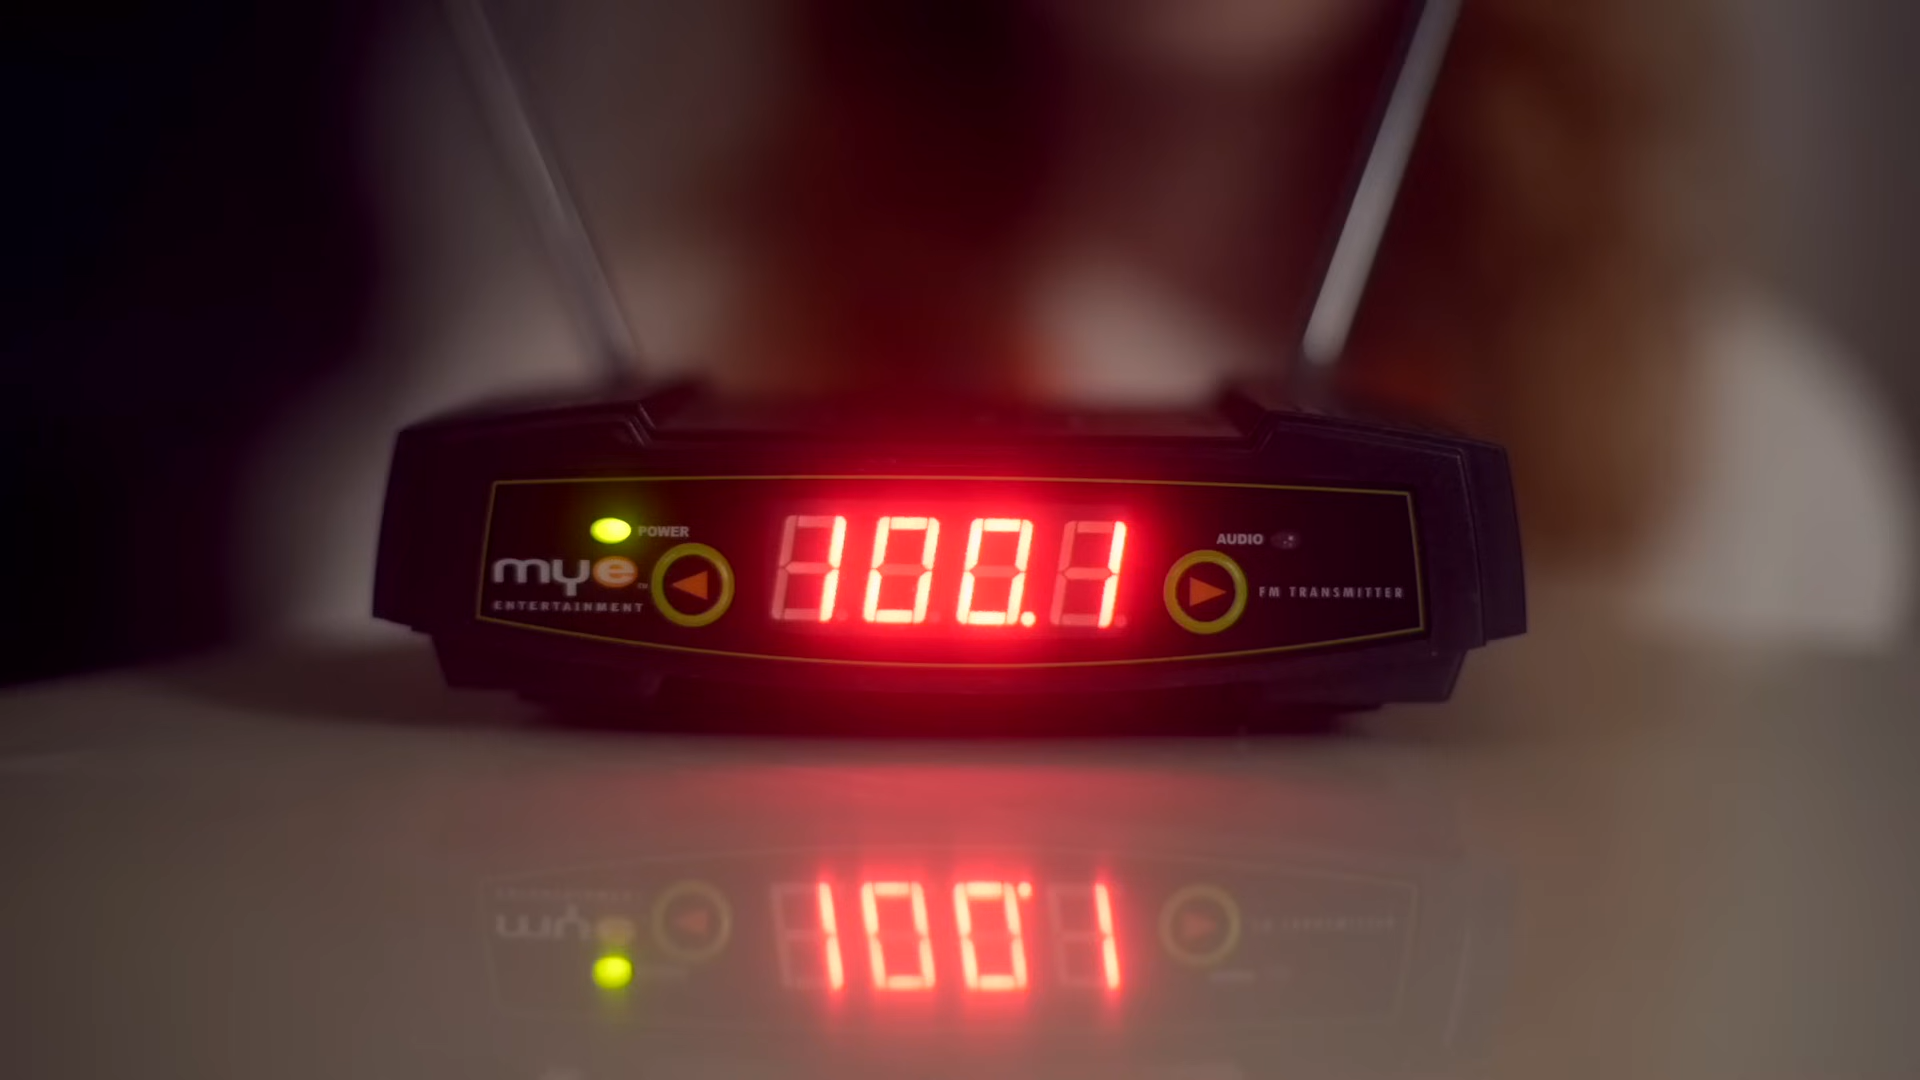 POWER
mye
ENTERTAINMENT
100.1
AUDIO
FM TRANSMITTER